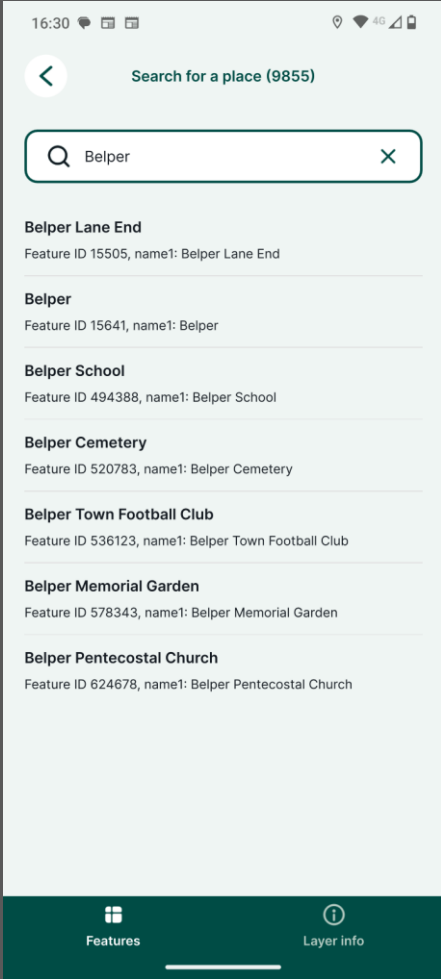 16:30
4G
Search for a place (9855)
Belper
Belper Lane End
Feature ID 15505, name1: Belper Lane End
Belper
Feature ID 15641, name1: Belper
Belper School
Feature ID 494388, name1: Belper School
Belper Cemetery
Feature ID 520783, name1: Belper Cemetery
Belper Town Football Club
Feature ID 536123, name1: Belper Town Football Club
Belper Memorial Garden
Feature ID 578343, name1: Belper Memorial Garden
Belper Pentecostal Church
Feature ID 624678, name1: Belper Pentecostal Church
Features
Layer info